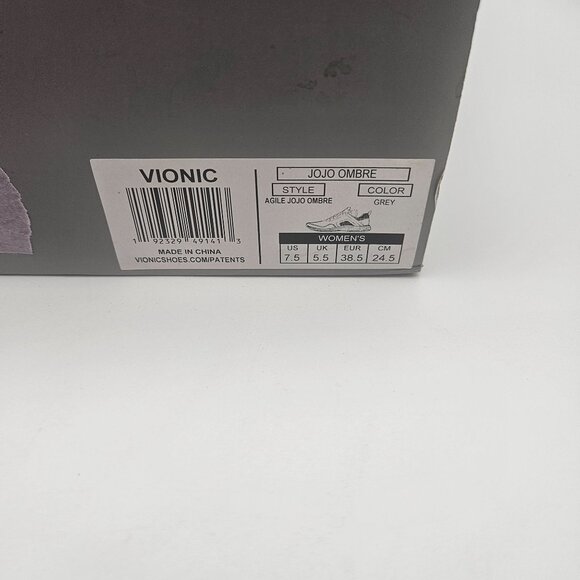 VIONIC
1 92329 49141 3
MADE IN CHINA
VIONICSHOES.COM/PATENTS
JOJO OMBRE
STYLE COLOR
AGILE JOJO OMBRE GREY
WOMEN'S
US UK EUR CM
7.5 5.5 38.5 24.5